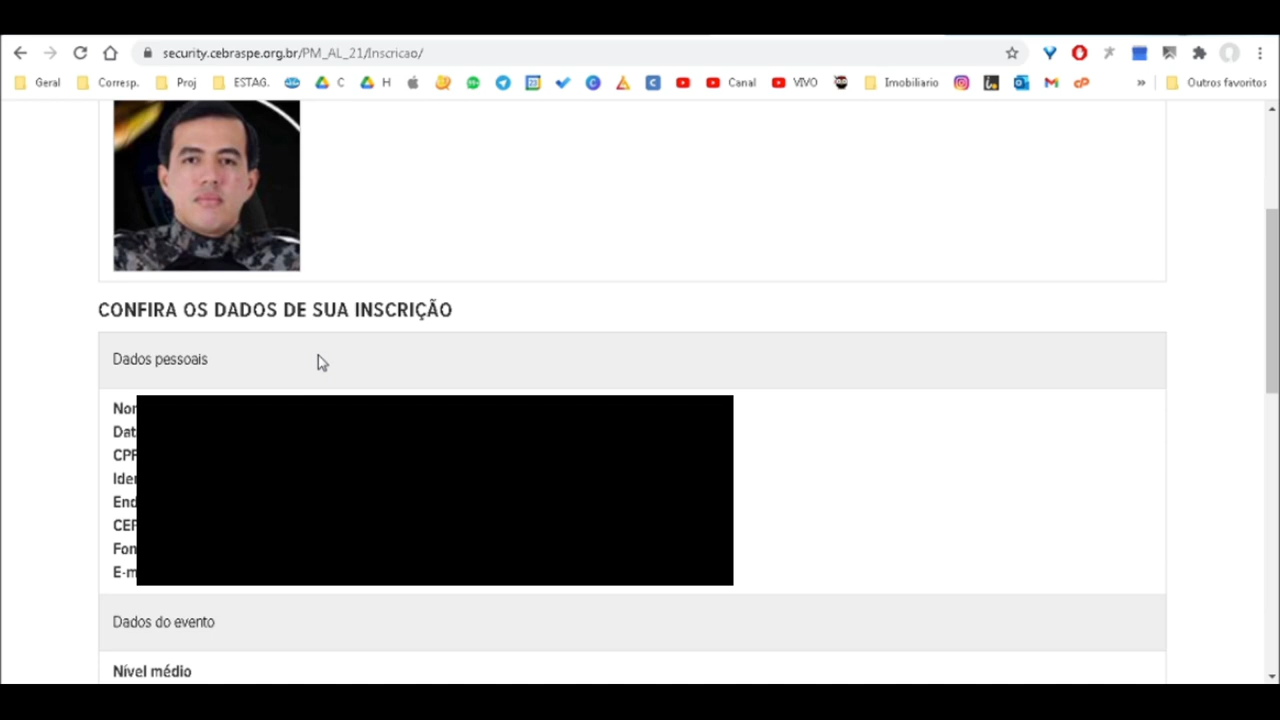 security.cebraspe.org.br/PM_AL_21/Inscricao/
Geral Corresp. Proj ESTAG. C H Canal VIVO Imobiliario » Outros favoritos
CONFIRA OS DADOS DE SUA INSCRIÇÃO
Dados pessoais
Nor
Dat
CPF
Ider
End
CEF
Fon
E-m
Dados do evento
Nível médio